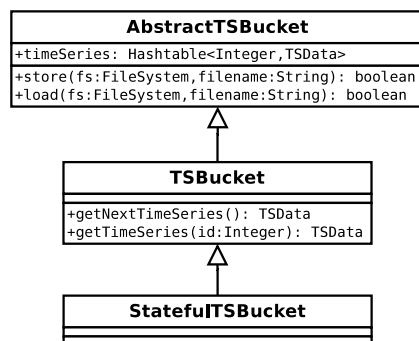 AbstractTSBucket
+timeSeries: Hashtable<Integer,TSData>
+store(fs:FileSystem,filename:String): boolean
+load(fs:FileSystem,filename:String): boolean
TSBucket
+getNextTimeSeries(): TSData
+getTimeSeries(id:Integer): TSData
StatefulTSBucket